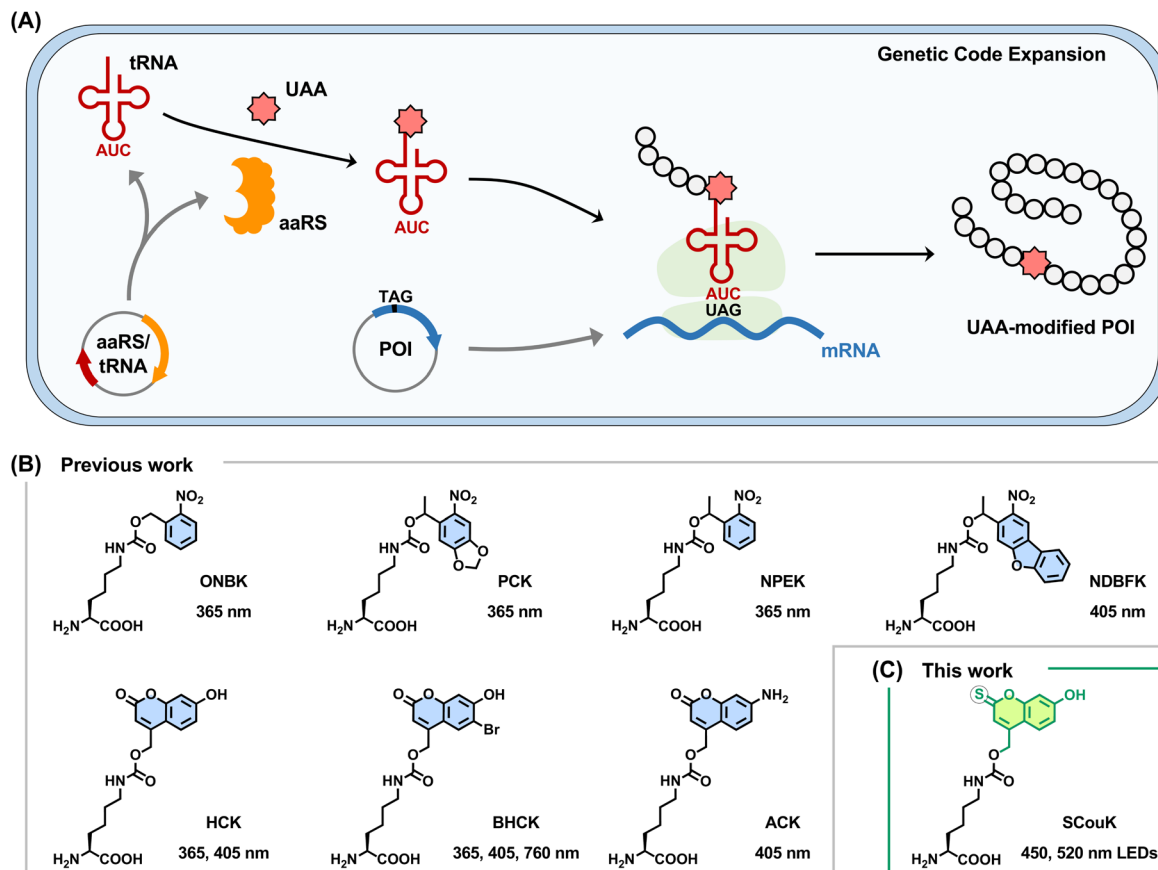 (A)
Genetic Code Expansion
tRNA
UAA
AUC
aaRS
AUC
AUC
UAG
mRNA
aaRS/
tRNA
TAG
POI
UAA-modified POI
(B) Previous work
NO₂
O
HN
O
H₂N
COOH
ONBK
365 nm
NO₂
O
HN
O
O
O
H₂N
COOH
PCK
365 nm
NO₂
O
HN
O
H₂N
COOH
NPEK
365 nm
NO₂
O
HN
O
O
H₂N
COOH
NDBFK
405 nm
O
O
OH
O
HN
O
H₂N
COOH
HCK
365, 405 nm
O
O
OH
Br
O
HN
O
H₂N
COOH
BHCK
365, 405, 760 nm
O
O
NH₂
O
HN
O
H₂N
COOH
ACK
405 nm
(C) This work
S
O
OH
O
HN
O
H₂N
COOH
SCouK
450, 520 nm LEDs